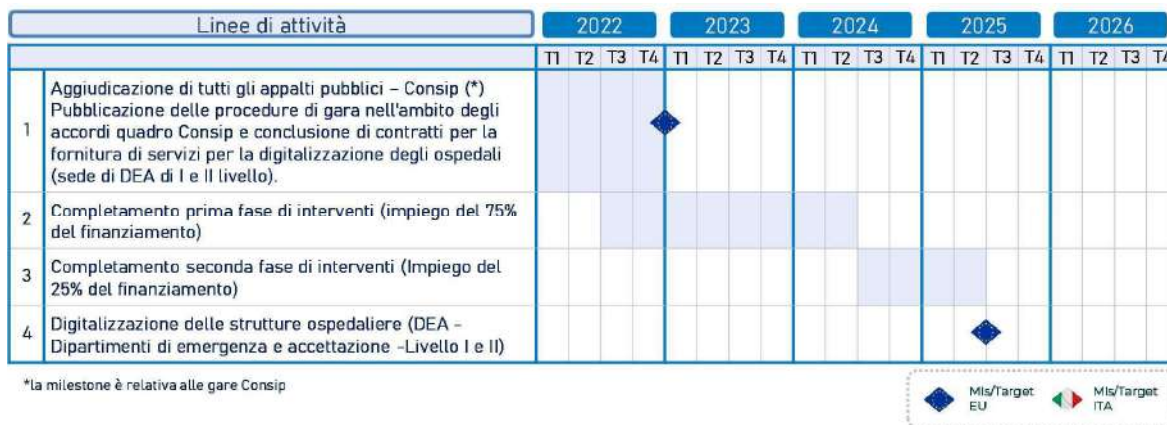 Linee di attività 2022 2023 2024 2025 2026
T1 T2 T3 T4 T1 T2 T3 T4 T1 T2 T3 T4 T1 T2 T3 T4 T1 T2 T3 T4
1
Aggiudicazione di tutti gli appalti pubblici – Consip (*)
Pubblicazione delle procedure di gara nell'ambito degli
accordi quadro Consip e conclusione di contratti per la
fornitura di servizi per la digitalizzazione degli ospedali
(sede di DEA di I e II livello).
2
Completamento prima fase di interventi (impiego del 75%
del finanziamento)
3
Completamento seconda fase di interventi (Impiego del
25% del finanziamento)
4
Digitalizzazione delle strutture ospedaliere (DEA -
Dipartimenti di emergenza e accettazione -Livello I e II)
*la milestone è relativa alle gare Consip
Mis/Target
EU
Mis/Target
ITA